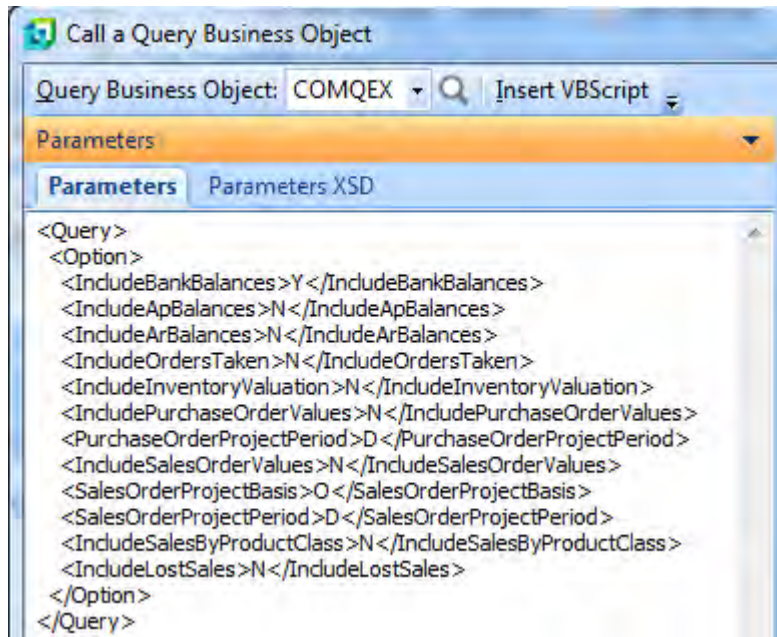 Call a Query Business Object
Query Business Object: COMQEX Insert VBScript
Parameters
Parameters Parameters XSD
<Query>
<Option>
<IncludeBankBalances>Y</IncludeBankBalances>
<IncludeApBalances>N</IncludeApBalances>
<IncludeArBalances>N</IncludeArBalances>
<IncludeOrdersTaken>N</IncludeOrdersTaken>
<IncludeInventoryValuation>N</IncludeInventoryValuation>
<IncludePurchaseOrderValues>N</IncludePurchaseOrderValues>
<PurchaseOrderProjectPeriod>D</PurchaseOrderProjectPeriod>
<IncludeSalesOrderValues>N</IncludeSalesOrderValues>
<SalesOrderProjectBasis>O</SalesOrderProjectBasis>
<SalesOrderProjectPeriod>D</SalesOrderProjectPeriod>
<IncludeSalesByProductClass>N</IncludeSalesByProductClass>
<IncludeLostSales>N</IncludeLostSales>
</Option>
</Query>